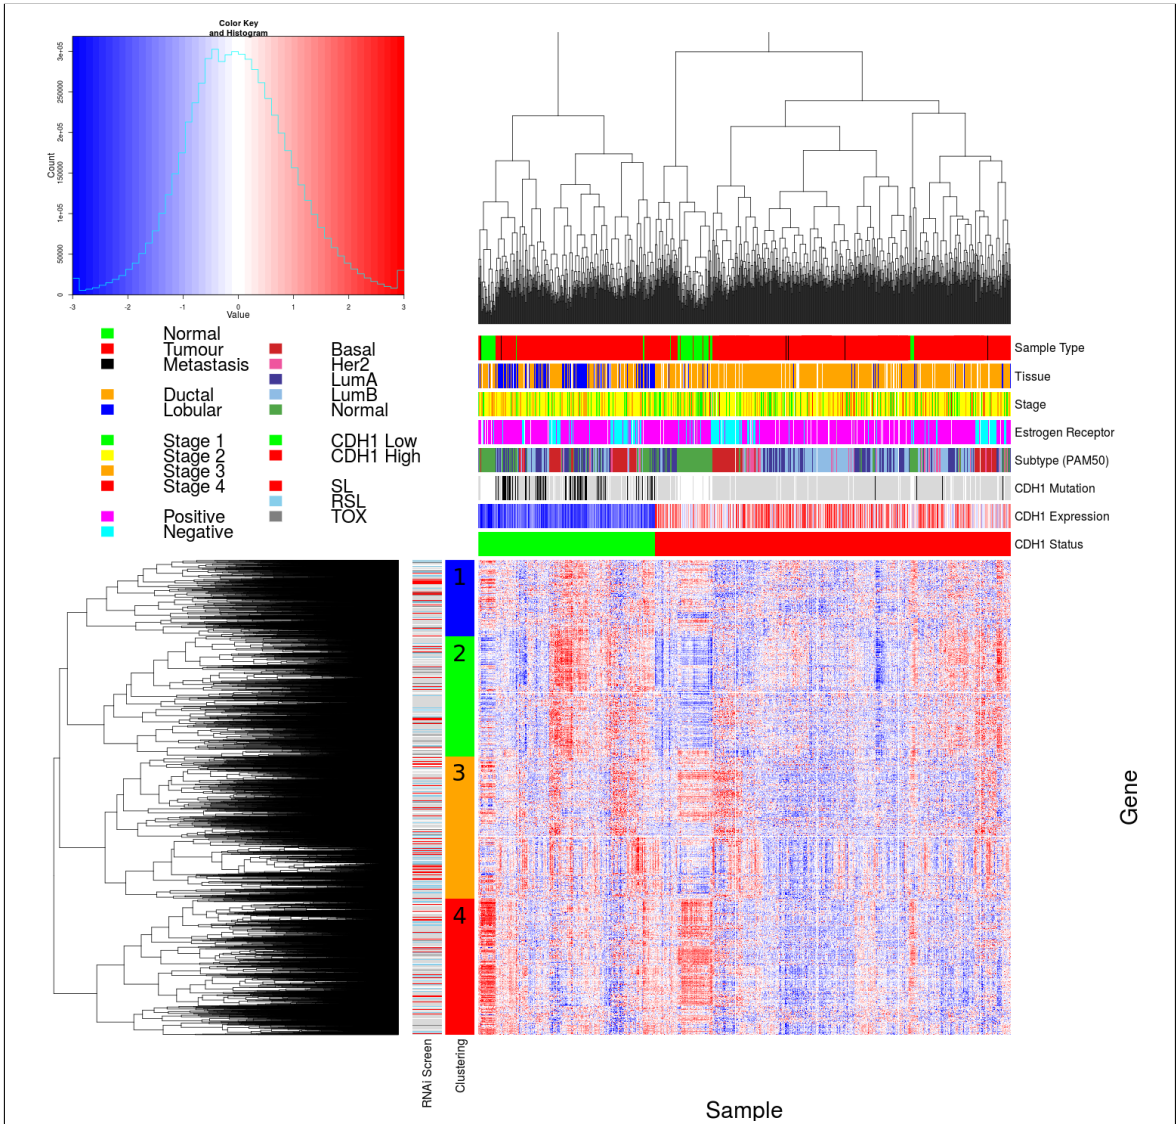 Color Key
and Histogram
Count
0
50000
1e+05
150000
2e+05
250000
3e+05
-3 -2 -1 0 1 2 3
Value
Normal
Tumour
Metastasis
Ductal
Lobular
Stage 1
Stage 2
Stage 3
Stage 4
Positive
Negative
Basal
Her2
LumA
LumB
Normal
CDH1 Low
CDH1 High
SL
RSL
TOX
Sample Type
Tissue
Stage
Estrogen Receptor
Subtype (PAM50)
CDH1 Mutation
CDH1 Expression
CDH1 Status
1
2
3
4
Gene
RNAi Screen
Clustering
Sample